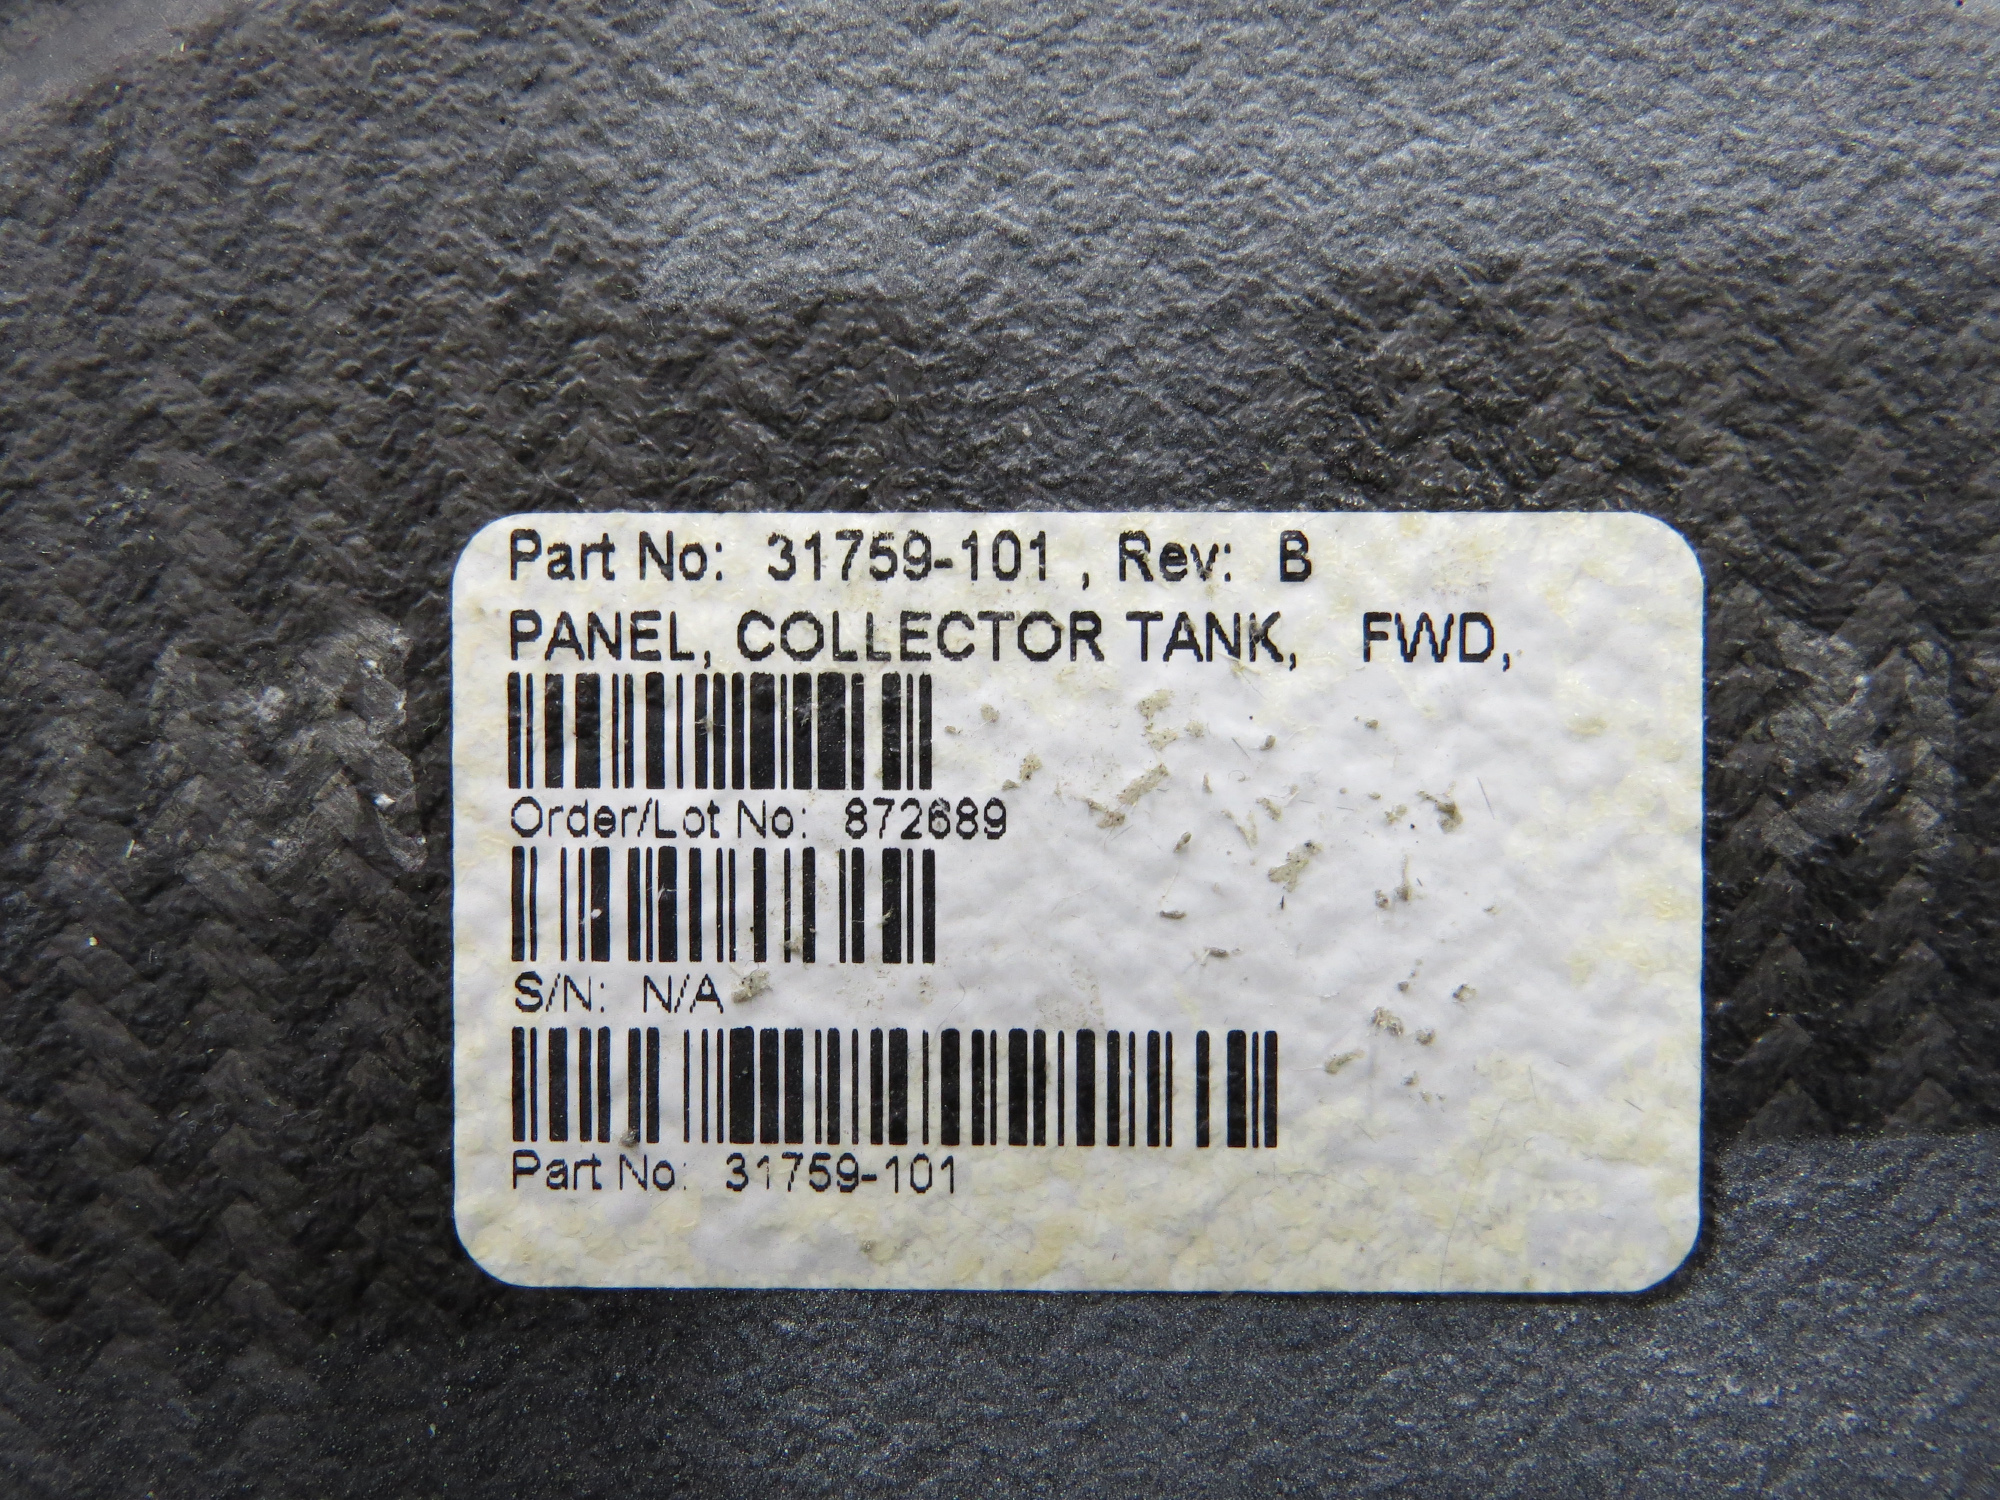 Part No: 31759-101 , Rev: B
PANEL, COLLECTOR TANK, FWD,
Order/Lot No: 872689
S/N: N/A
Part No: 31759-101